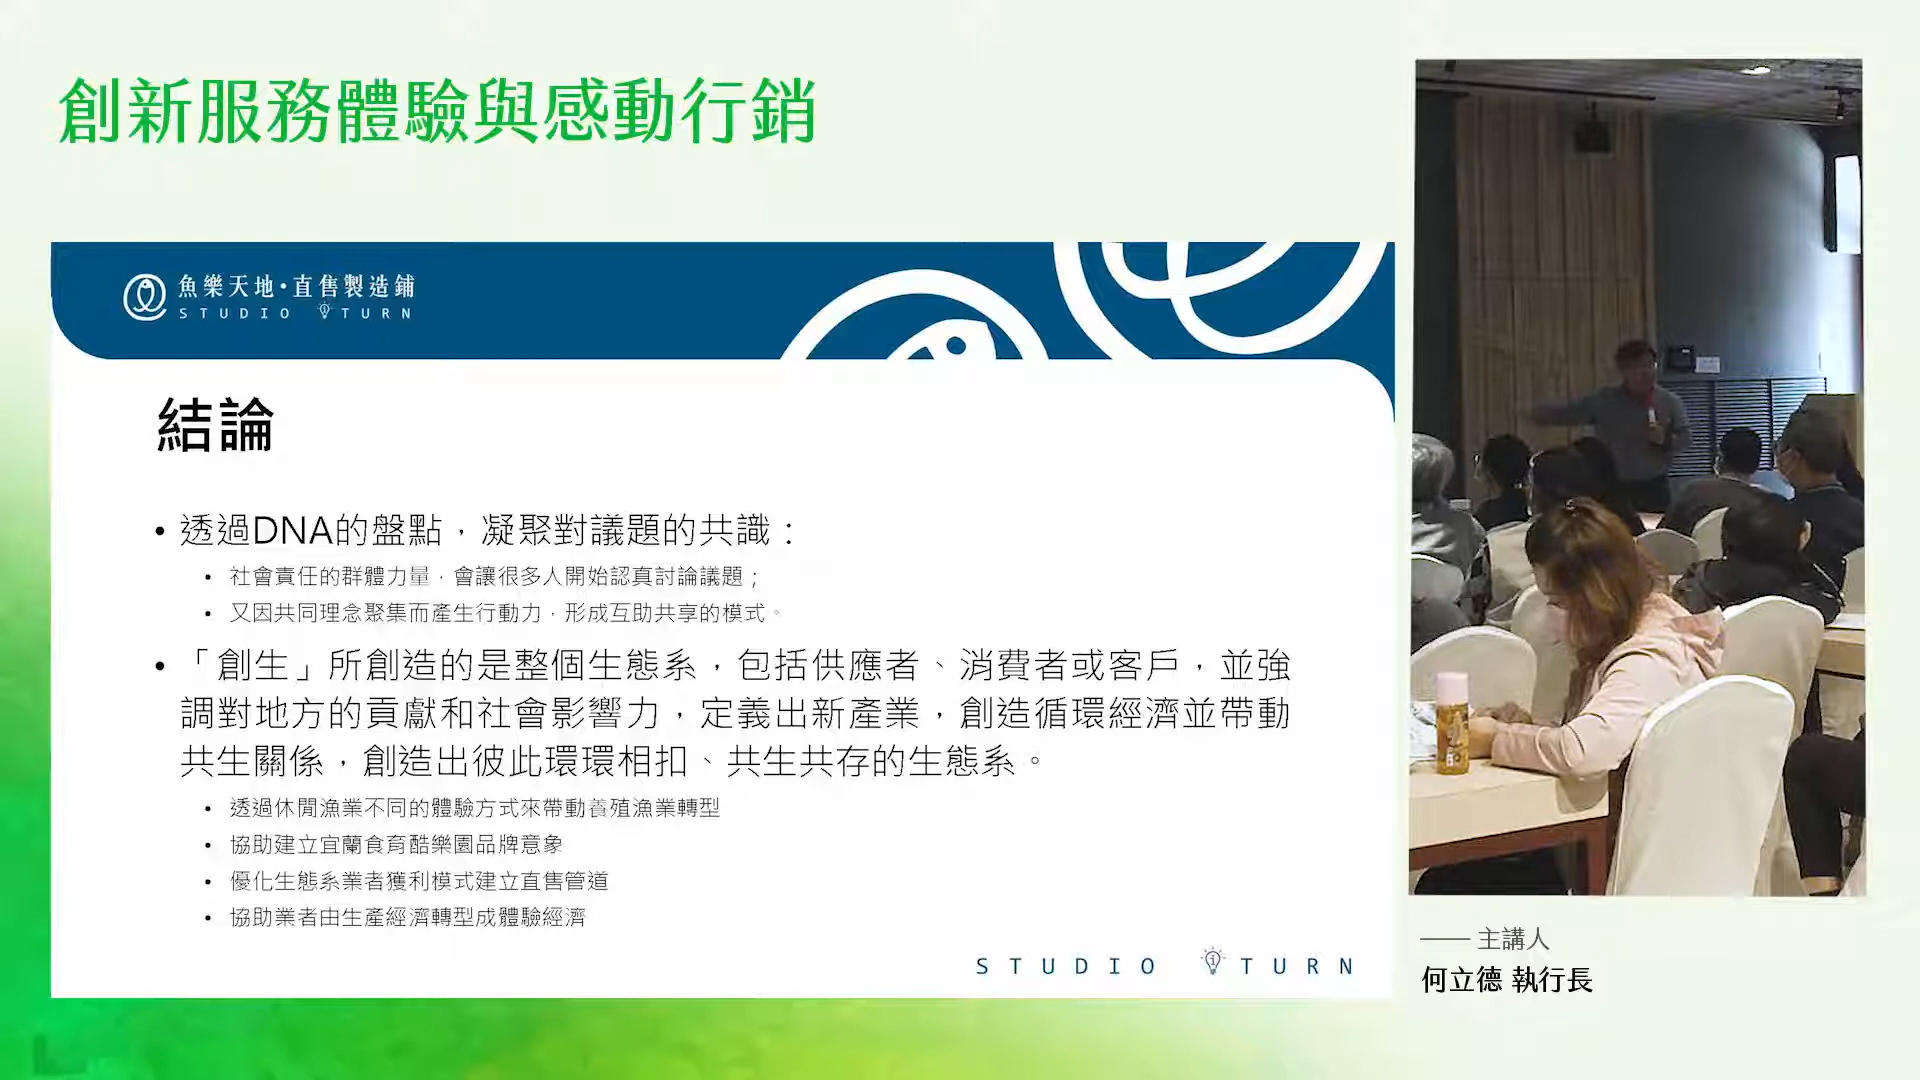 創新服務體驗與感動行銷
魚樂天地•直售製造鋪
STUDIO iTURN
結論
• 透過DNA的盤點，凝聚對議題的共識：
• 社會責任的群體力量，會讓很多人開始認真討論議題；
• 又因共同理念聚集而產生行動力，形成互助共享的模式。
• 「創生」所創造的是整個生態系，包括供應者、消費者或客戶，並強
調對地方的貢獻和社會影響力，定義出新產業，創造循環經濟並帶動
共生關係，創造出彼此環環相扣、共生共存的生態系。
• 透過休閒漁業不同的體驗方式來帶動養殖漁業轉型
• 協助建立宜蘭食育酷樂園品牌意象
• 優化生態系業者獲利模式建立直售管道
• 協助業者由生產經濟轉型成體驗經濟
STUDIO iTURN
—— 主講人
何立德 執行長